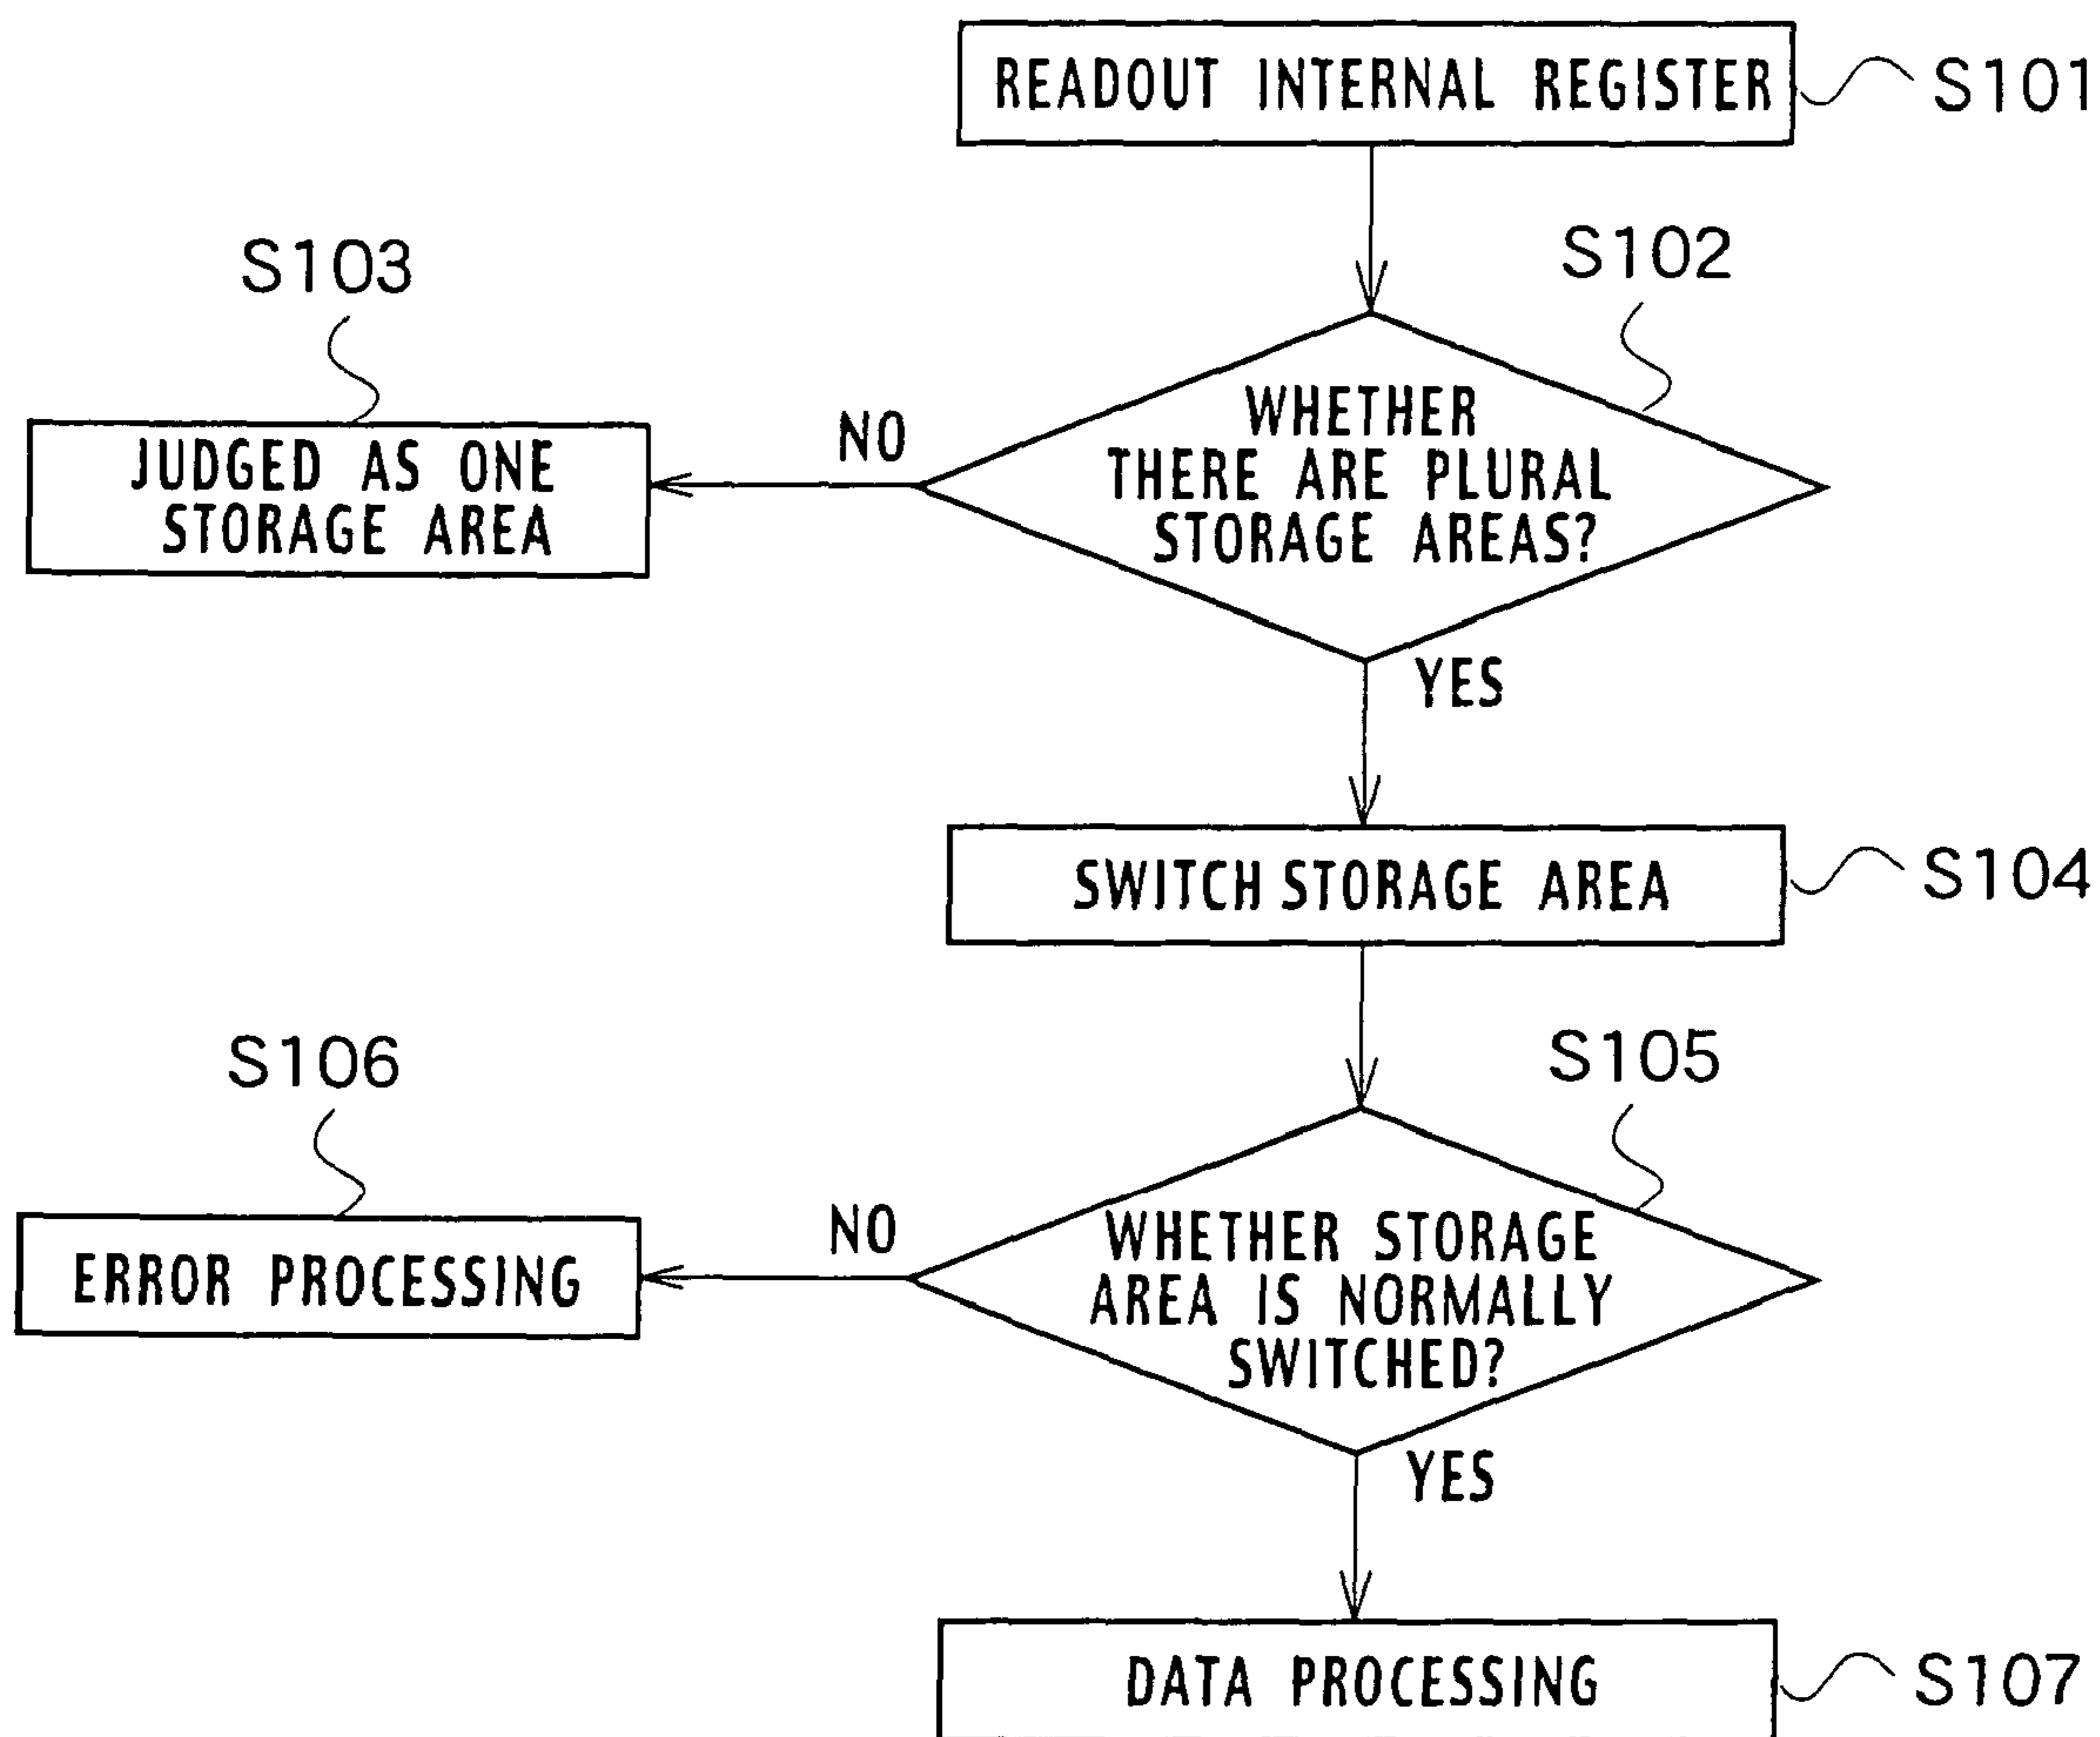 READOUT INTERNAL REGISTER
S101
S102
S103
WHETHER
THERE ARE PLURAL
STORAGE AREAS?
NO
JUDGED AS ONE
STORAGE AREA
YES
SWITCH STORAGE AREA
S104
S105
S106
WHETHER STORAGE
AREA IS NORMALLY
SWITCHED?
NO
ERROR PROCESSING
YES
DATA PROCESSING
S107